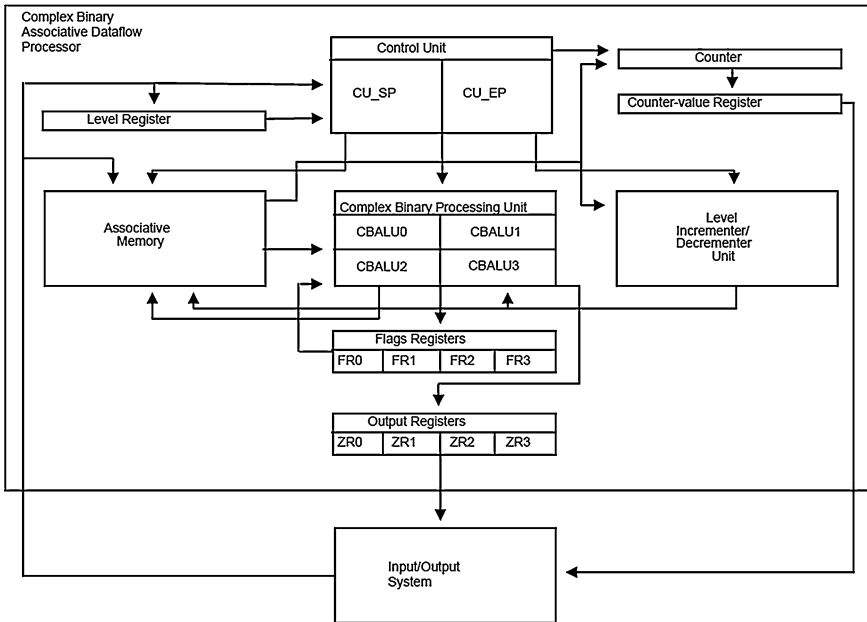 Complex Binary
Associative Dataflow
Processor
Control Unit
CU_SP
CU_EP
Counter
Counter-value Register
Level Register
Associative
Memory
Complex Binary Processing Unit
CBALU0
CBALU1
CBALU2
CBALU3
Level
Incrementer/
Decrementer
Unit
Flags Registers
FR0
FR1
FR2
FR3
Output Registers
ZR0
ZR1
ZR2
ZR3
Input/Output
System